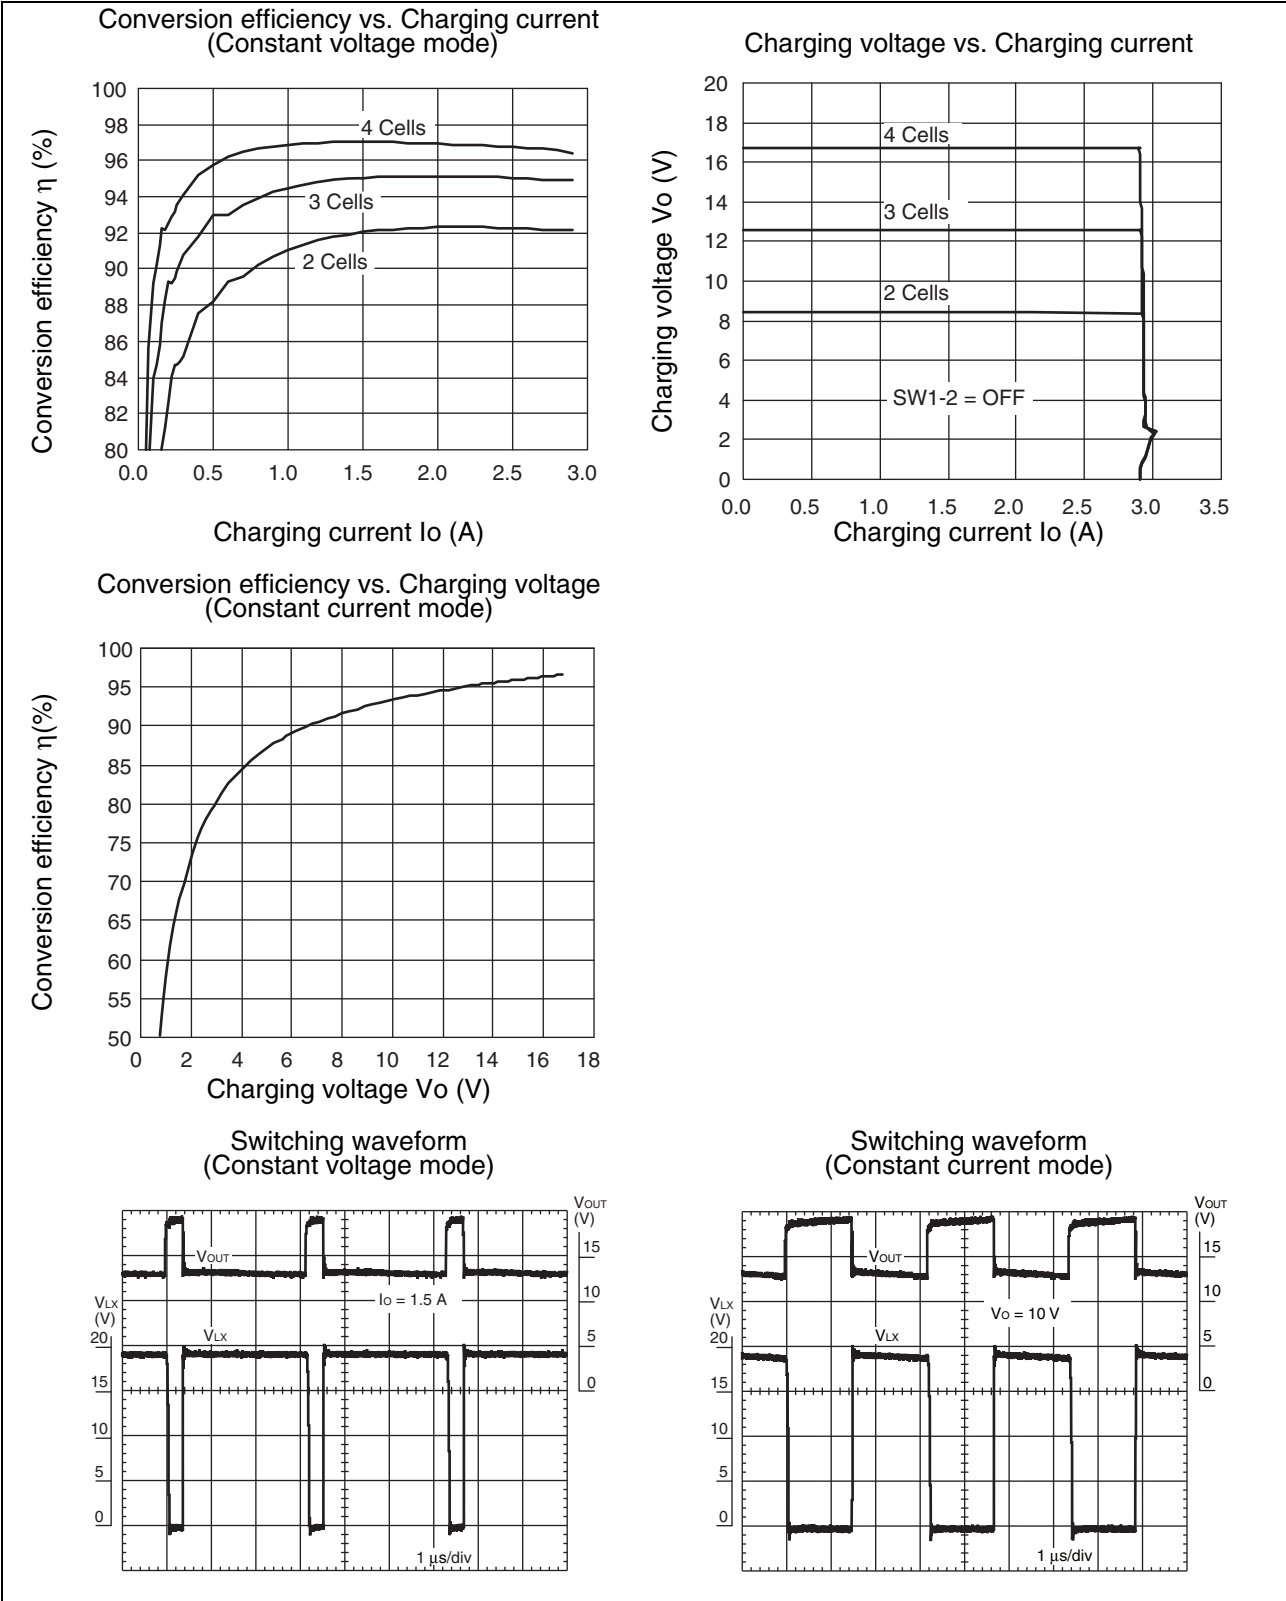 Conversion efficiency vs. Charging current
(Constant voltage mode)
Conversion efficiency η (%)
100
98
96
94
92
90
88
86
84
82
80
4 Cells
3 Cells
2 Cells
0.0 0.5 1.0 1.5 2.0 2.5 3.0
Charging current Io (A)
Charging voltage vs. Charging current
Charging voltage Vo (V)
20
18
16
14
12
10
8
6
4
2
0
4 Cells
3 Cells
2 Cells
SW1-2 = OFF
0.0 0.5 1.0 1.5 2.0 2.5 3.0 3.5
Charging current Io (A)
Conversion efficiency vs. Charging voltage
(Constant current mode)
Conversion efficiency η(%)
100
95
90
85
80
75
70
65
60
55
50
0 2 4 6 8 10 12 14 16 18
Charging voltage Vo (V)
Switching waveform
(Constant voltage mode)
VOUT
(V)
15
10
5
0
VOUT
Io = 1.5 A
VLX
(V)
20
15
10
5
0
VLX
1 μs/div
Switching waveform
(Constant current mode)
VOUT
(V)
15
10
5
0
VOUT
Vo = 10 V
VLX
(V)
20
15
10
5
0
VLX
1 μs/div